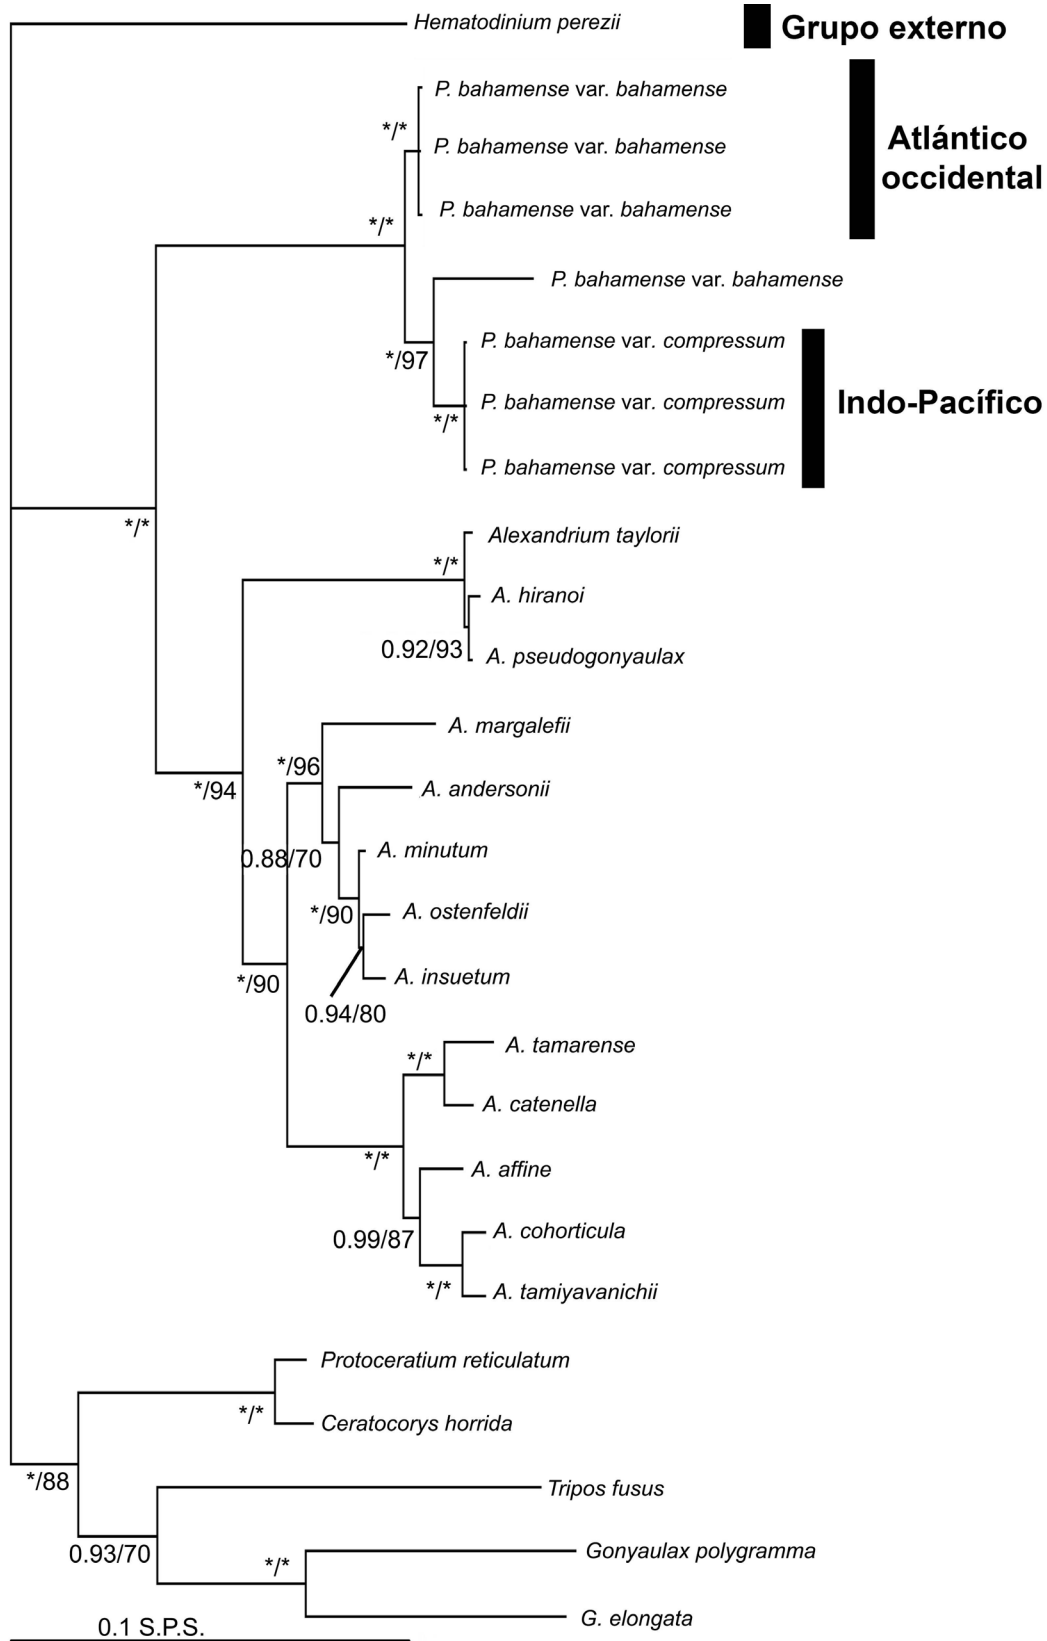 Hematodinium perezii
Grupo externo
P. bahamense var. bahamense
*/*
P. bahamense var. bahamense
Atlántico
occidental
P. bahamense var. bahamense
*/*
P. bahamense var. bahamense
P. bahamense var. compressum
*/97
P. bahamense var. compressum
Indo-Pacífico
*/*
P. bahamense var. compressum
*/*
Alexandrium taylorii
*/*
A. hiranoi
0.92/93
A. pseudogonyaulax
A. margalefii
*/96
*/94
A. andersonii
A. minutum
0.88/70
*/90
A. ostenfeldii
*/90
A. insuetum
0.94/80
A. tamarense
*/*
A. catenella
*/*
A. affine
A. cohorticula
0.99/87
*/*
A. tamiyavanichii
Protoceratium reticulatum
*/*
Ceratocorys horrida
*/88
Tripos fusus
0.93/70
Gonyaulax polygramma
*/*
G. elongata
0.1 S.P.S.